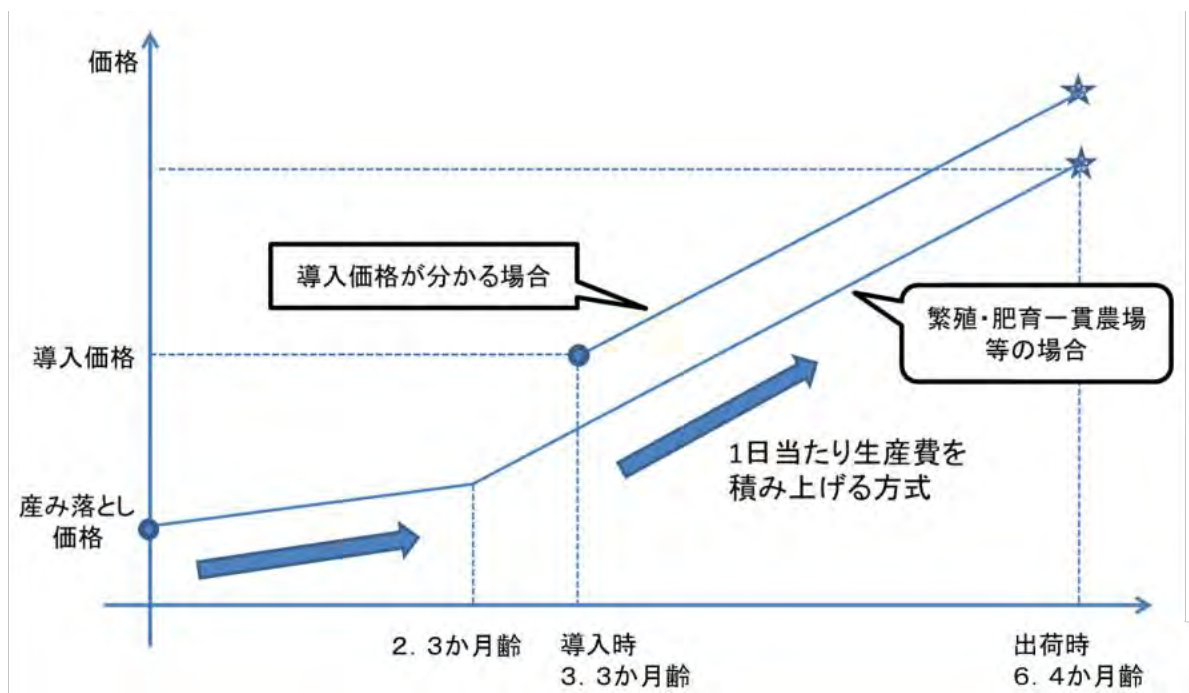 価格
導入価格が分かる場合
繁殖・肥育一貫農場
等の場合
導入価格
1日当たり生産費を
積み上げる方式
産み落とし
価格
2．3か月齢
導入時
3．3か月齢
出荷時
6．4か月齢